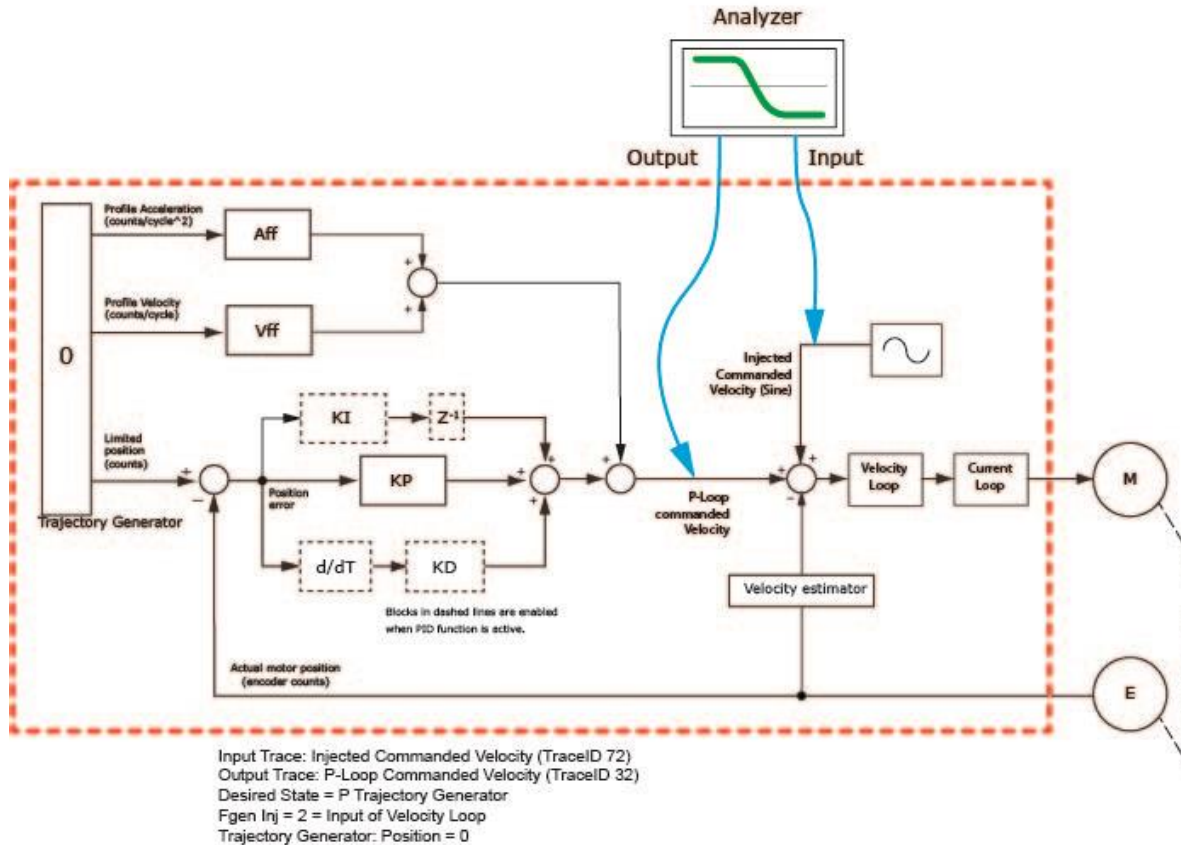 Analyzer
Output
Input
Profile Acceleration
(counts/cycle^2)
Aff
+
+
Profile Velocity
(counts/cycle)
Vff
0
Injected
Commanded
Velocity (Sine)
KI
Z-1
Limited
position
(counts)
+
−
Position
error
KP
+
+
+
+
+
P-Loop
commanded
Velocity
+
+
−
Velocity
Loop
Current
Loop
M
Trajectory Generator
d/dT
KD
Velocity estimator
Blocks in dashed lines are enabled
when PID function is active.
Actual motor position
(encoder counts)
E
Input Trace: Injected Commanded Velocity (TraceID 72)
Output Trace: P-Loop Commanded Velocity (TraceID 32)
Desired State = P Trajectory Generator
Fgen Inj = 2 = Input of Velocity Loop
Trajectory Generator: Position = 0